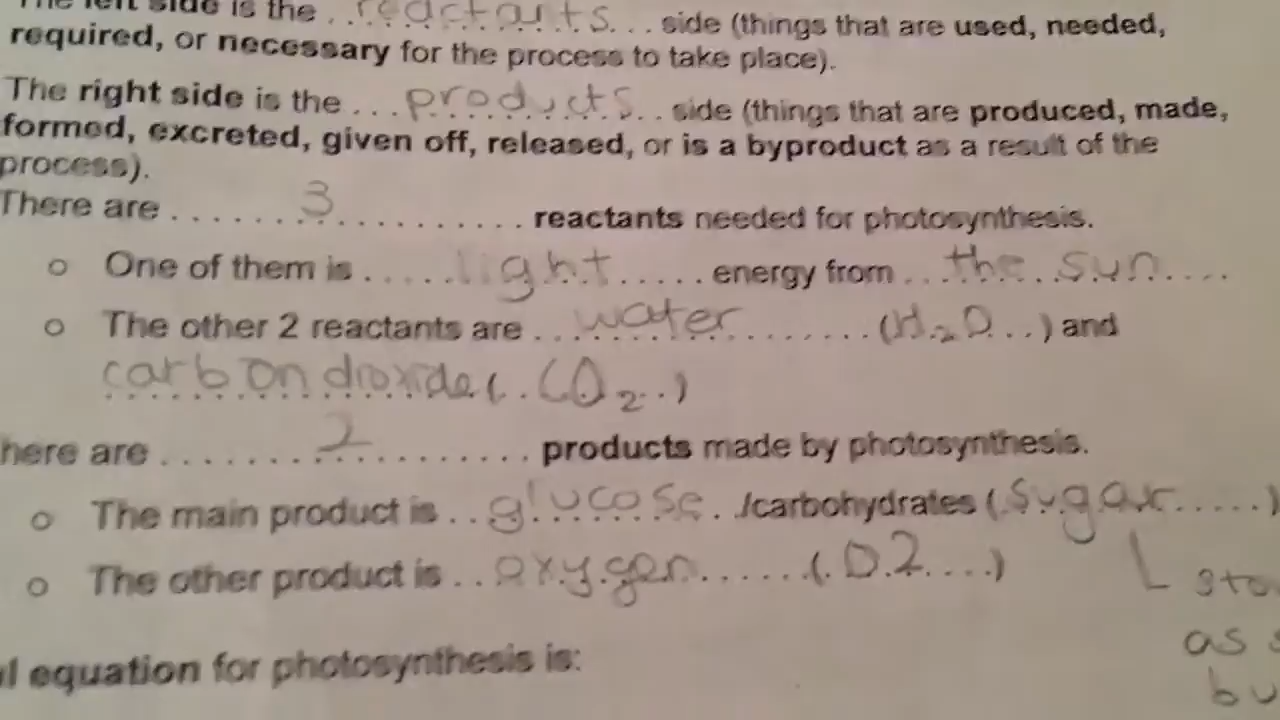 The left side is the ... reactants ... side (things that are used, needed,
required, or necessary for the process to take place).
The right side is the ... products ... side (things that are produced, made,
formed, excreted, given off, released, or is a byproduct as a result of the
process).
There are ...... 3 ............ reactants needed for photosynthesis.
o One of them is ..... light ..... energy from ... the sun ....
o The other 2 reactants are .. water ......... (H₂O...) and
carbondioxide (..CO₂..)
here are ......... 2 ......... products made by photosynthesis.
o The main product is .. glucose . /carbohydrates (sugar.....)
o The other product is .. oxygen ...... (.O2....)
as
l equation for photosynthesis is: